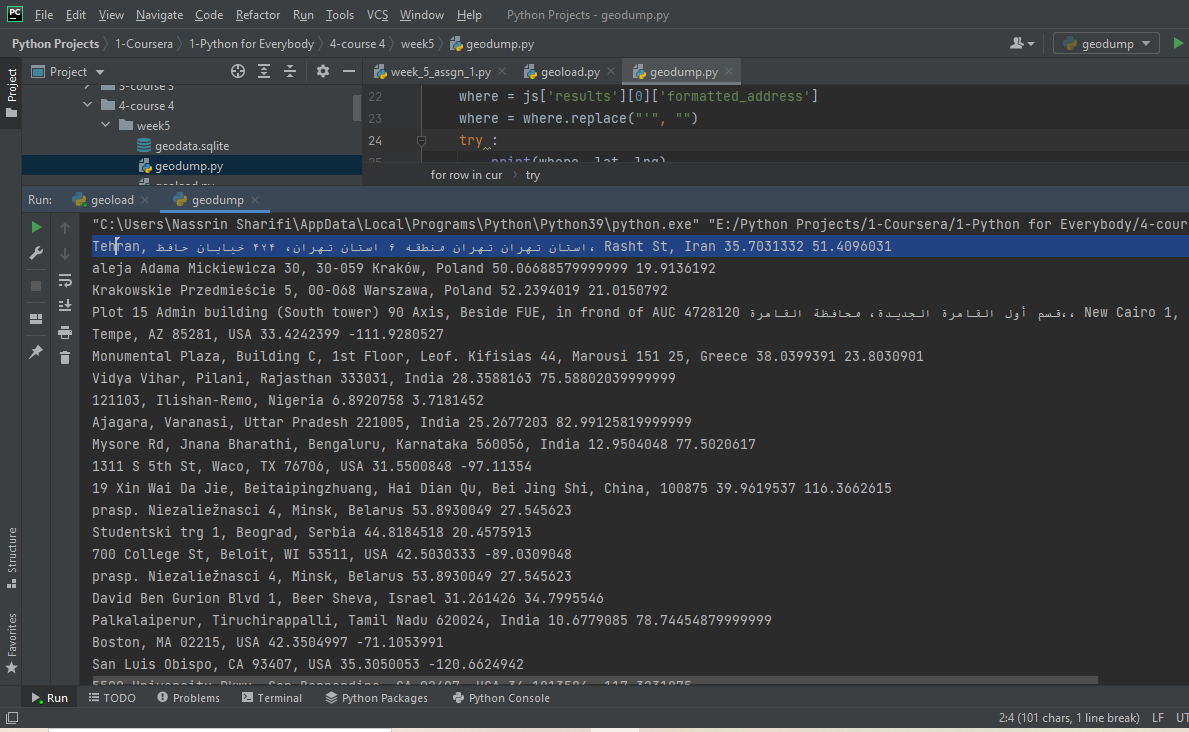 PC File Edit View Navigate Code Refactor Run Tools VCS Window Help Python Projects - geodump.py
Python Projects 1-Coursera 1-Python for Everybody 4-course 4 week5 geodump.py geodump
Project Project week_5_assgn_1.py geoload.py geodump.py
3-course 3
4-course 4
week5
geodata.sqlite
geodump.py
geoload.py
22 where = js['results'][0]['formatted_address']
23 where = where.replace("'", "")
24 try :
25 print(where, lat, lng)
for row in cur try
Run: geoload geodump
"C:\Users\Nassrin Sharifi\AppData\Local\Programs\Python\Python39\python.exe" "E:/Python Projects/1-Coursera/1-Python for Everybody/4-cour
Tehran, استان تهران تهران منطقه ۶ استان تهران، ۴۲۴ خیابان حافظ، Rasht St, Iran 35.7031332 51.4096031
aleja Adama Mickiewicza 30, 30-059 Kraków, Poland 50.06688579999999 19.9136192
Krakowskie Przedmieście 5, 00-068 Warszawa, Poland 52.2394019 21.0150792
Plot 15 Admin building (South tower) 90 Axis, Beside FUE, in frond of AUC 4728120 قسم أول القاهرة الجديدة، محافظة القاهرة،، New Cairo 1,
Tempe, AZ 85281, USA 33.4242399 -111.9280527
Monumental Plaza, Building C, 1st Floor, Leof. Kifisias 44, Marousi 151 25, Greece 38.0399391 23.8030901
Vidya Vihar, Pilani, Rajasthan 333031, India 28.3588163 75.58802039999999
121103, Ilishan-Remo, Nigeria 6.8920758 3.7181452
Ajagara, Varanasi, Uttar Pradesh 221005, India 25.2677203 82.99125819999999
Mysore Rd, Jnana Bharathi, Bengaluru, Karnataka 560056, India 12.9504048 77.5020617
1311 S 5th St, Waco, TX 76706, USA 31.5500848 -97.11354
19 Xin Wai Da Jie, Beitaipingzhuang, Hai Dian Qu, Bei Jing Shi, China, 100875 39.9619537 116.3662615
prasp. Niezaliežnasci 4, Minsk, Belarus 53.8930049 27.545623
Studentski trg 1, Beograd, Serbia 44.8184518 20.4575913
700 College St, Beloit, WI 53511, USA 42.5030333 -89.0309048
prasp. Niezaliežnasci 4, Minsk, Belarus 53.8930049 27.545623
David Ben Gurion Blvd 1, Beer Sheva, Israel 31.261426 34.7995546
Palkalaiperur, Tiruchirappalli, Tamil Nadu 620024, India 10.6779085 78.74454879999999
Boston, MA 02215, USA 42.3504997 -71.1053991
San Luis Obispo, CA 93407, USA 35.3050053 -120.6624942
5500 University Pkwy, San Bernardino, CA 92407, USA 34.1813584 -117.3231875
Structure
Favorites
Run TODO Problems Terminal Python Packages Python Console
2:4 (101 chars, 1 line break) LF UT